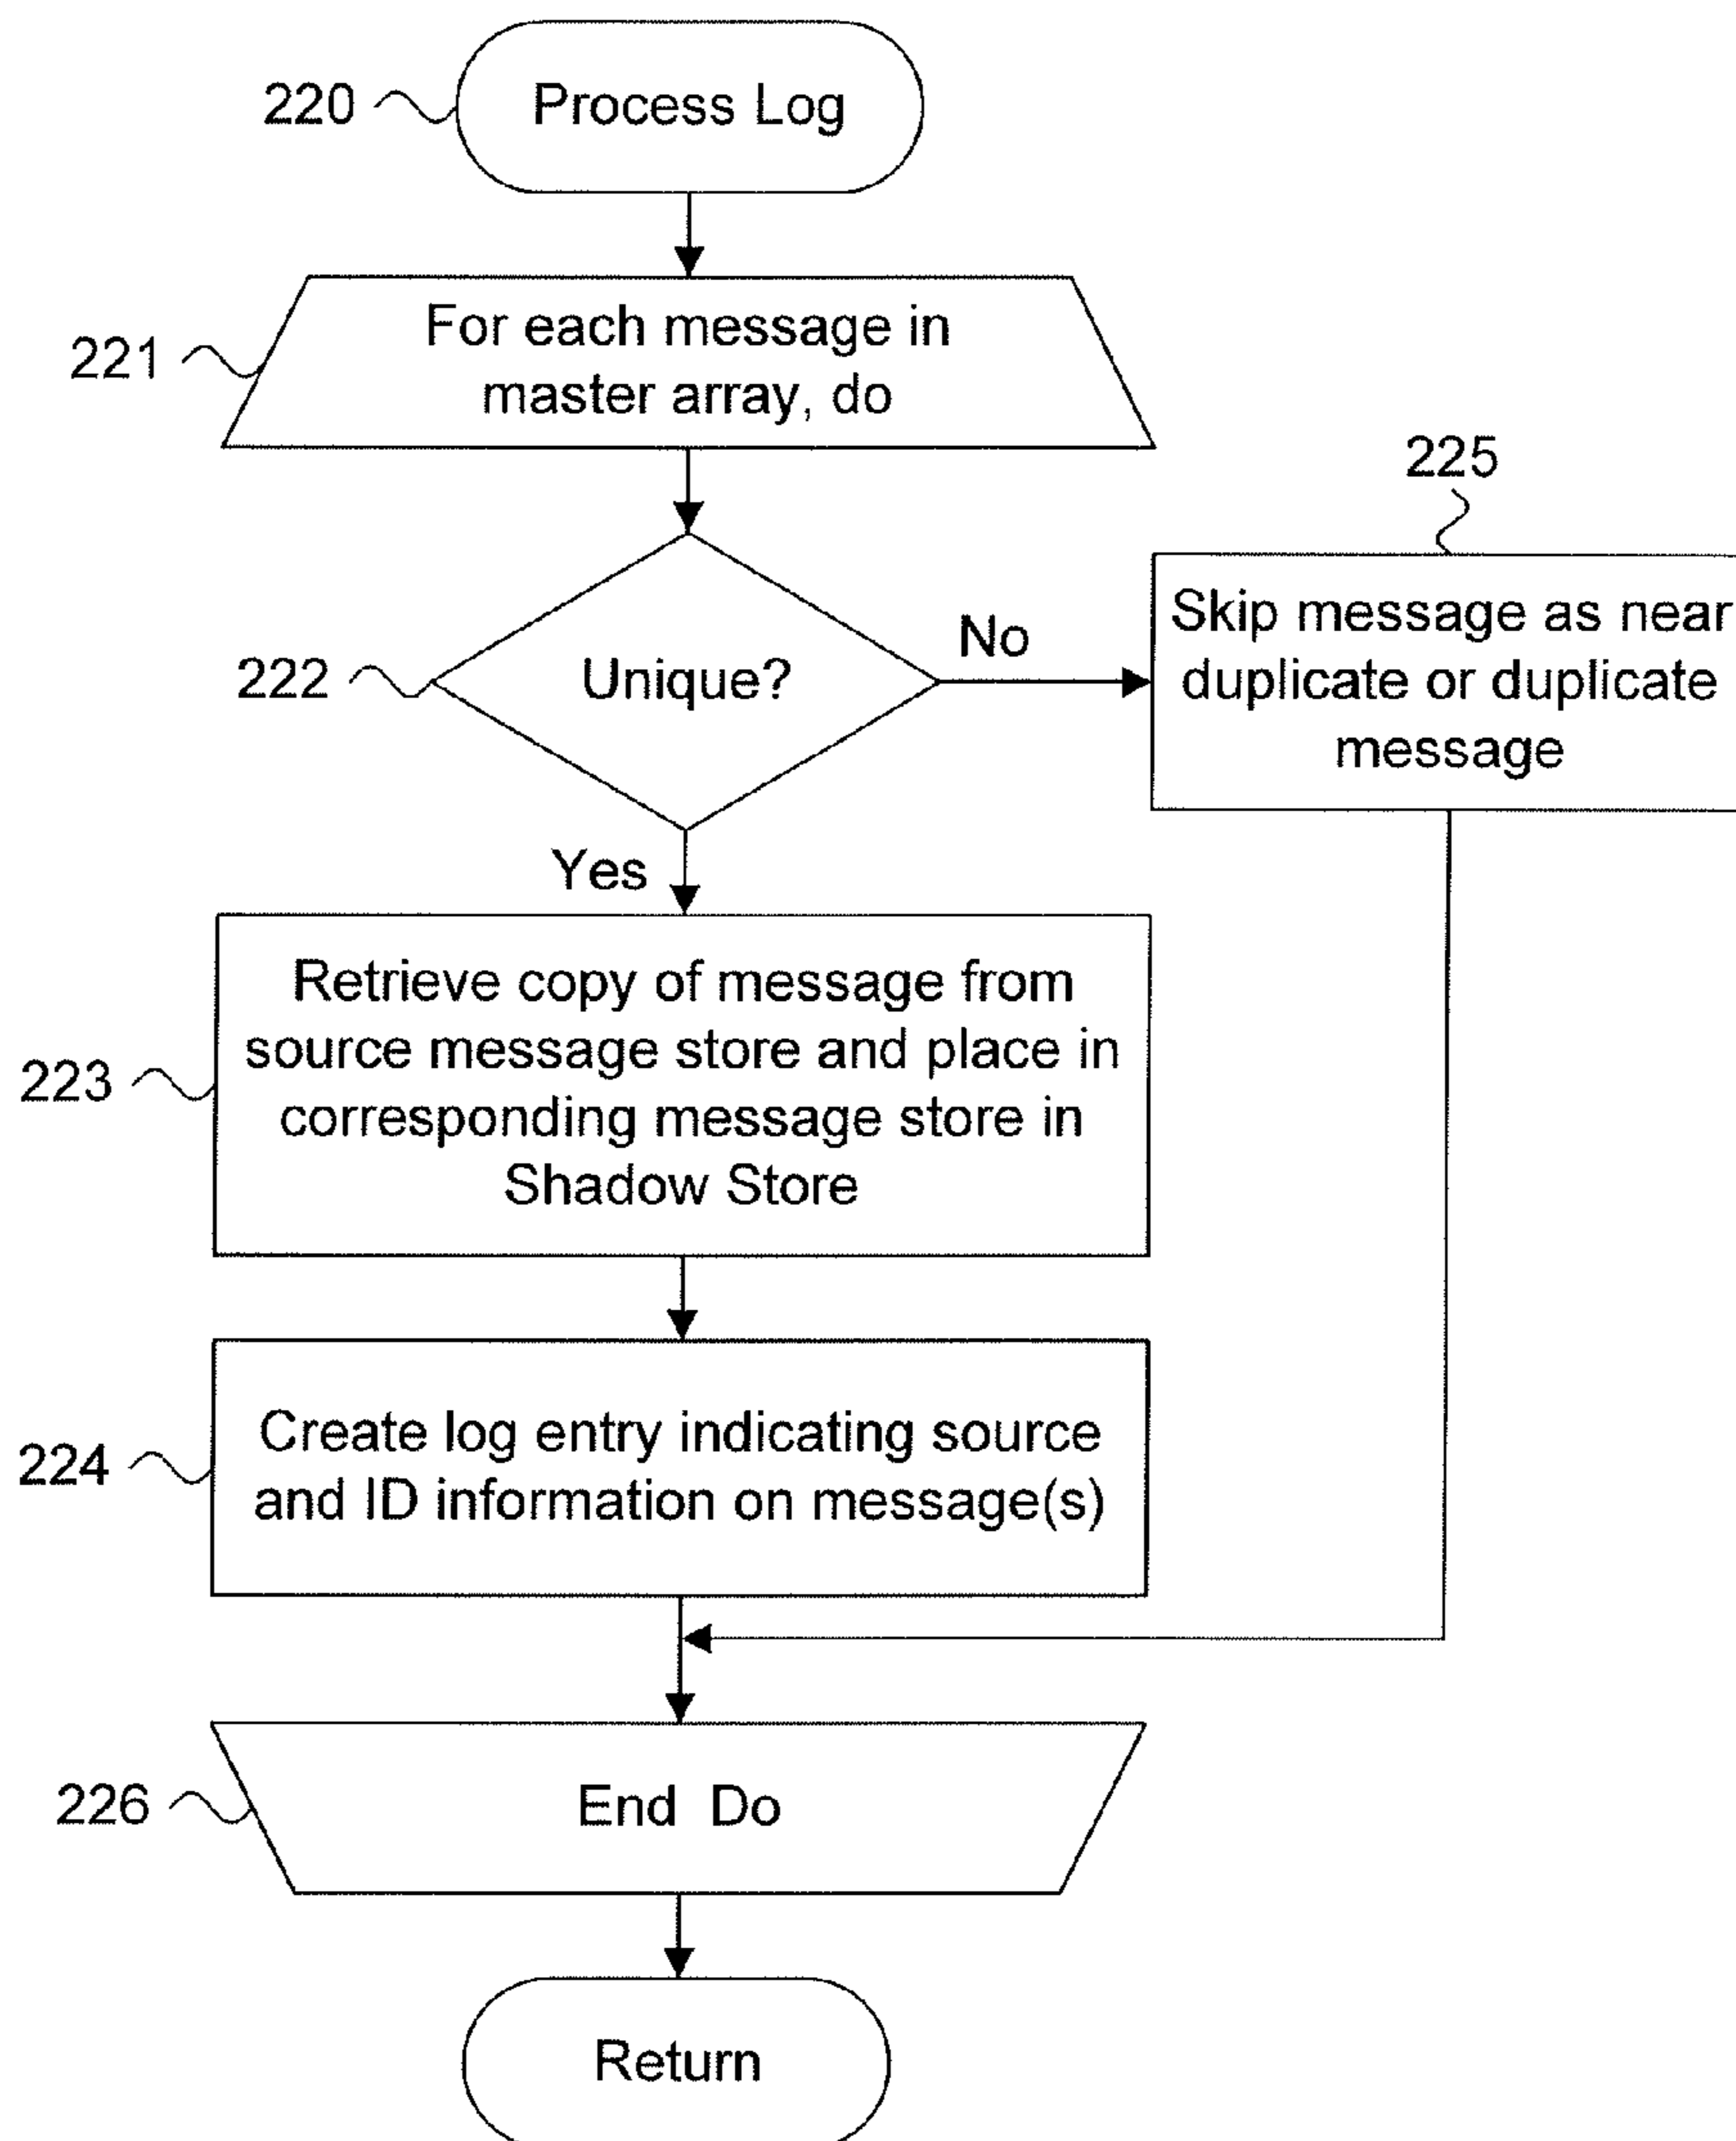 220
Process Log
221
For each message in
master array, do
225
222
Unique?
No
Skip message as near
duplicate or duplicate
message
Yes
223
Retrieve copy of message from
source message store and place in
corresponding message store in
Shadow Store
224
Create log entry indicating source
and ID information on message(s)
226
End Do
Return